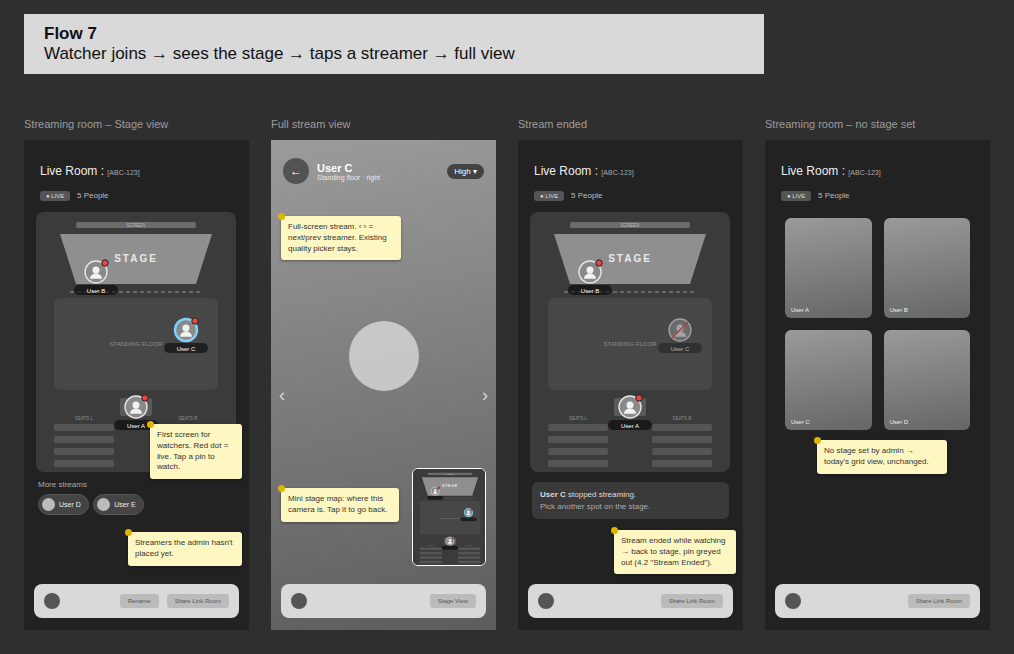 Flow 7
Watcher joins → sees the stage → taps a streamer → full view
Streaming room – Stage view
Live Room : [ABC-123]
● LIVE 5 People
SCREEN
STAGE
User B
STANDING FLOOR
User C
SEATS L
SEATS R
User A
First screen for
watchers. Red dot =
live. Tap a pin to
watch.
More streams
User D
User E
Streamers the admin hasn't
placed yet.
Rename
Share Link Room
Full stream view
←
User C
Standing floor · right
High ▾
Full-screen stream. ‹ › =
next/prev streamer. Existing
quality picker stays.
‹
›
STAGE
Mini stage map: where this
camera is. Tap it to go back.
Stage View
Stream ended
Live Room : [ABC-123]
● LIVE 5 People
SCREEN
STAGE
User B
STANDING FLOOR
User C
SEATS L
SEATS R
User A
User C stopped streaming.
Pick another spot on the stage.
Stream ended while watching
→ back to stage, pin greyed
out (4.2 "Stream Ended").
Share Link Room
Streaming room – no stage set
Live Room : [ABC-123]
● LIVE 5 People
User A
User B
User C
User D
No stage set by admin →
today's grid view, unchanged.
Share Link Room